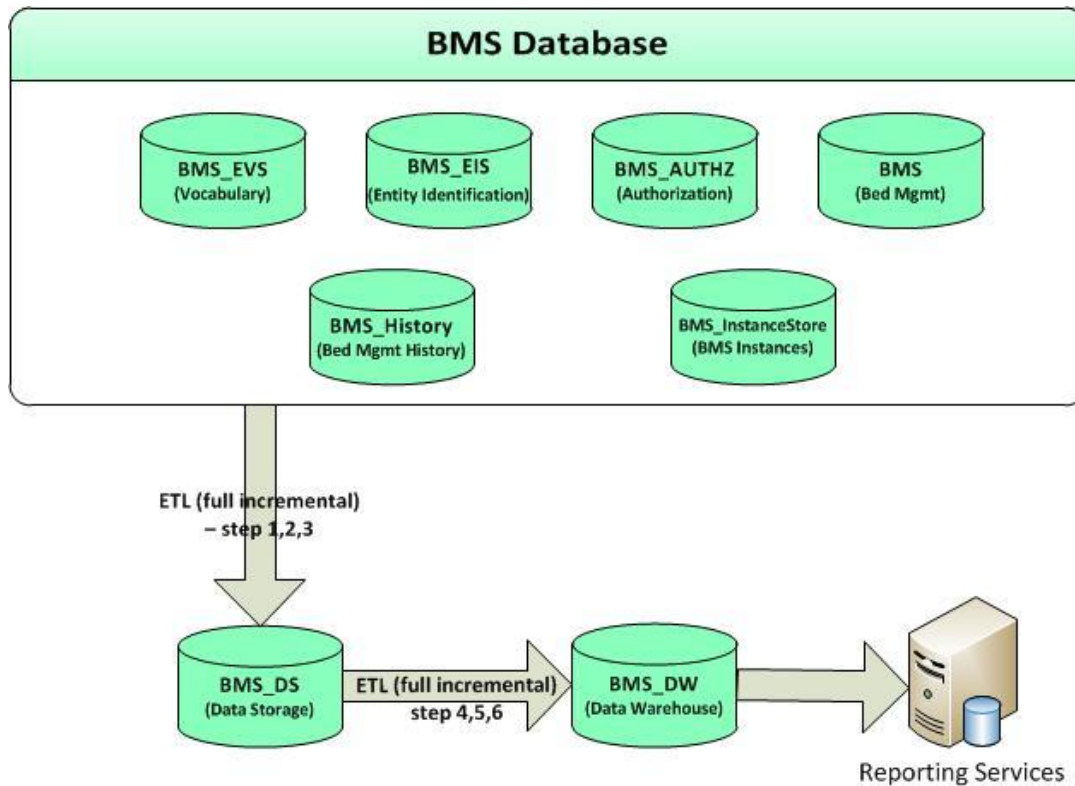 BMS Database
BMS_EVS
(Vocabulary)
BMS_EIS
(Entity Identification)
BMS_AUTHZ
(Authorization)
BMS
(Bed Mgmt)
BMS_History
(Bed Mgmt History)
BMS_InstanceStore
(BMS Instances)
ETL (full incremental)
– step 1,2,3
BMS_DS
(Data Storage)
ETL (full incremental)
step 4,5,6
BMS_DW
(Data Warehouse)
Reporting Services